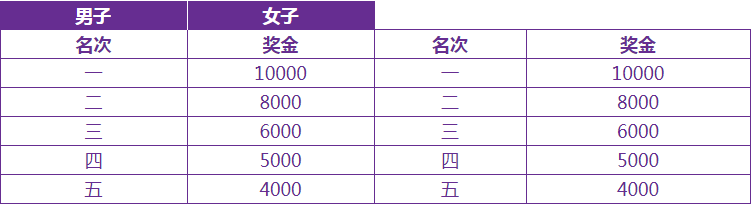 男子 女子
名次 奖金 名次 奖金
一 10000 一 10000
二 8000 二 8000
三 6000 三 6000
四 5000 四 5000
五 4000 五 4000